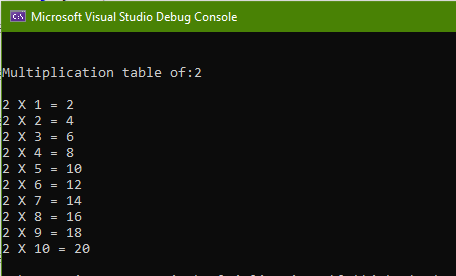 Microsoft Visual Studio Debug Console
Multiplication table of:2
2 X 1 = 2
2 X 2 = 4
2 X 3 = 6
2 X 4 = 8
2 X 5 = 10
2 X 6 = 12
2 X 7 = 14
2 X 8 = 16
2 X 9 = 18
2 X 10 = 20